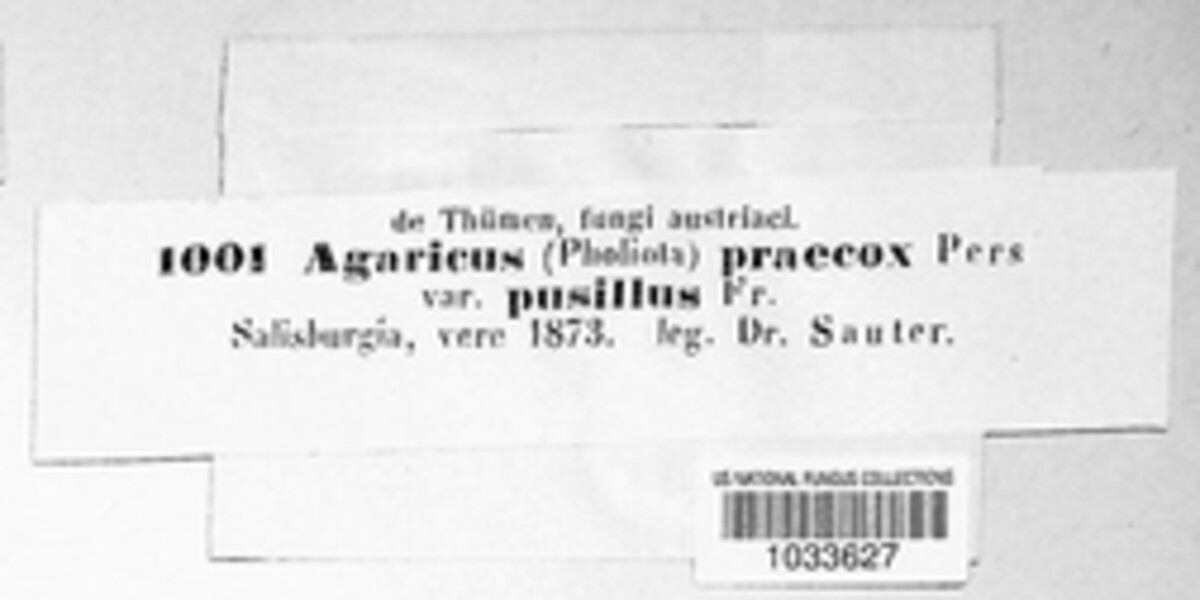 de Thümen, fungi austriaci.
1001 Agaricus (Pholiota) praecox Pers
var. pusillus Fr.
Salisburgia, vere 1873. leg. Dr. Sauter.
US NATIONAL FUNGUS COLLECTIONS
1033627